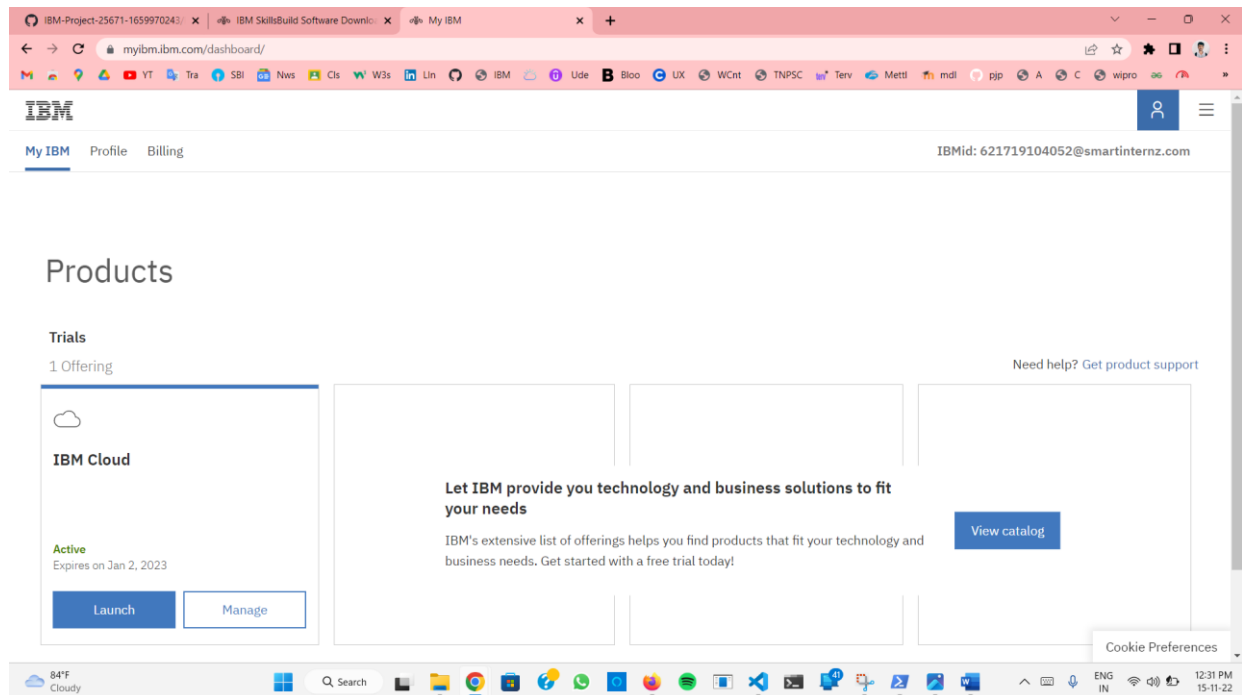 IBM-Project-25671-1659970243/ IBM SkillsBuild Software Downlo My IBM
myibm.ibm.com/dashboard/
YT Tra SBI Nws Cls W3s Lin IBM Ude Bloo UX WCnt TNPSC Terv Mettl mdl pjp A C wipro
IBM
My IBM Profile Billing IBMid: 621719104052@smartinternz.com
Products
Trials
1 Offering
Need help? Get product support
IBM Cloud
Active
Expires on Jan 2, 2023
Launch Manage
Let IBM provide you technology and business solutions to fit
your needs
IBM's extensive list of offerings helps you find products that fit your technology and
business needs. Get started with a free trial today!
View catalog
Cookie Preferences
84°F
Cloudy
Search
41
ENG
IN
12:31 PM
15-11-22